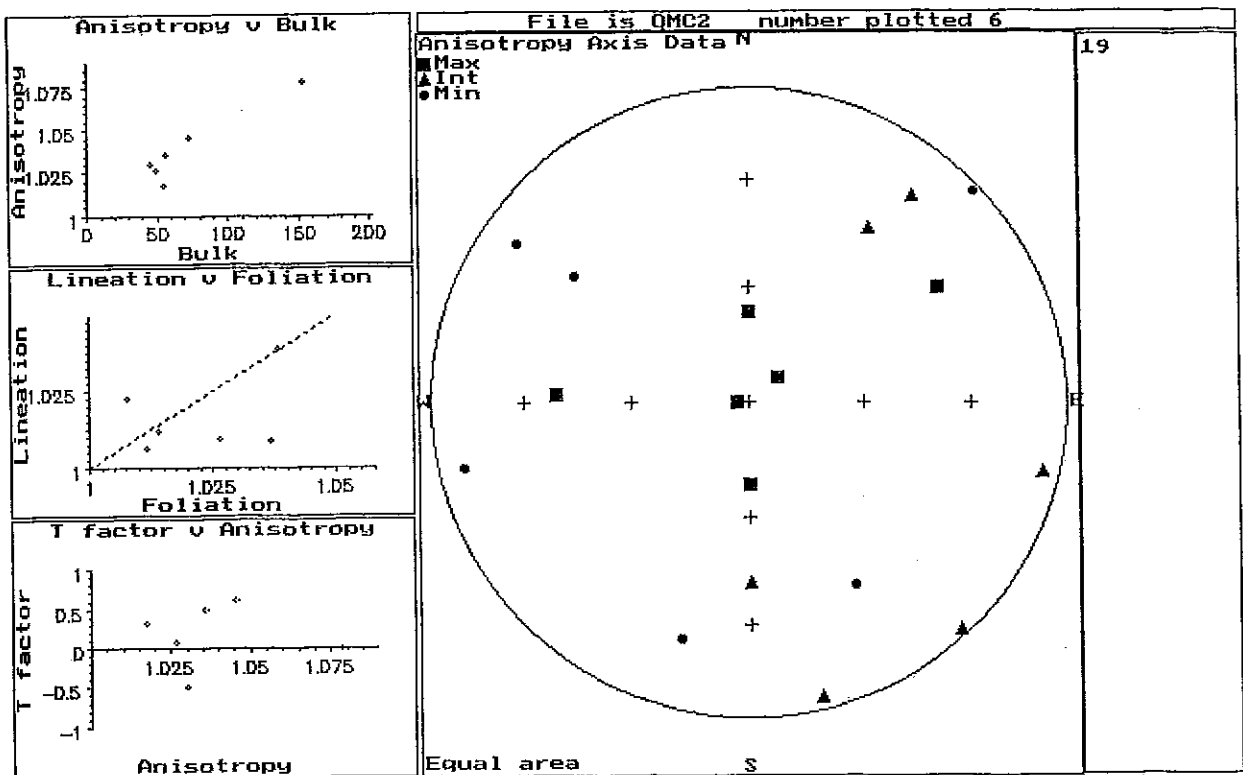 File is QMC2 number plotted 6
Anisotropy v Bulk
Anisotropy
1.075
1.05
1.025
1
0 50 100 150 200
Bulk
Lineation v Foliation
Lineation
1.025
1
1 1.025 1.05
Foliation
T factor v Anisotropy
T factor
1
0.5
0
-0.5
-1
1.025 1.05 1.075
Anisotropy
Anisotropy Axis Data N
Max
Int
Min
W E
Equal area S
19